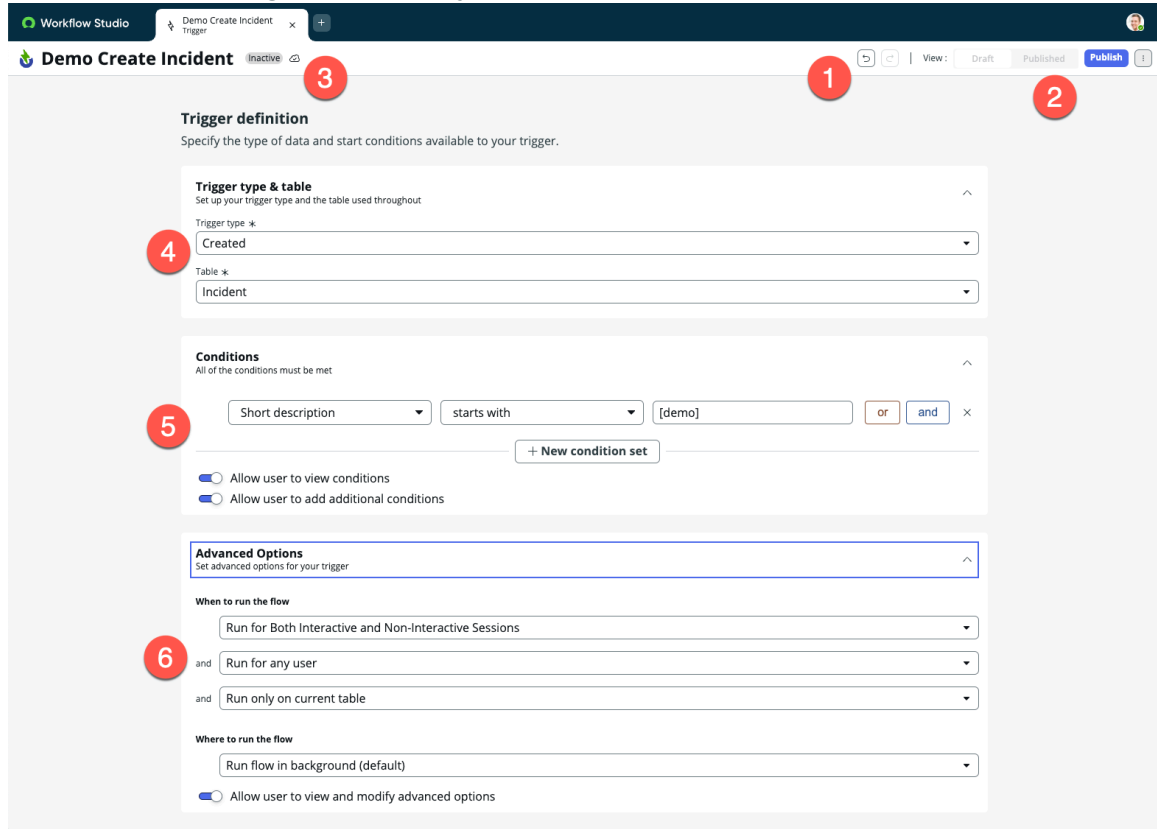 Workflow Studio
Demo Create Incident
Trigger
Demo Create Incident Inactive
View : Draft Published Publish
3
1
2
Trigger definition
Specify the type of data and start conditions available to your trigger.
Trigger type & table
Set up your trigger type and the table used throughout
Trigger type *
4
Created
Table *
Incident
Conditions
All of the conditions must be met
5
Short description starts with [demo] or and
+ New condition set
Allow user to view conditions
Allow user to add additional conditions
Advanced Options
Set advanced options for your trigger
When to run the flow
Run for Both Interactive and Non-Interactive Sessions
6
and Run for any user
and Run only on current table
Where to run the flow
Run flow in background (default)
Allow user to view and modify advanced options